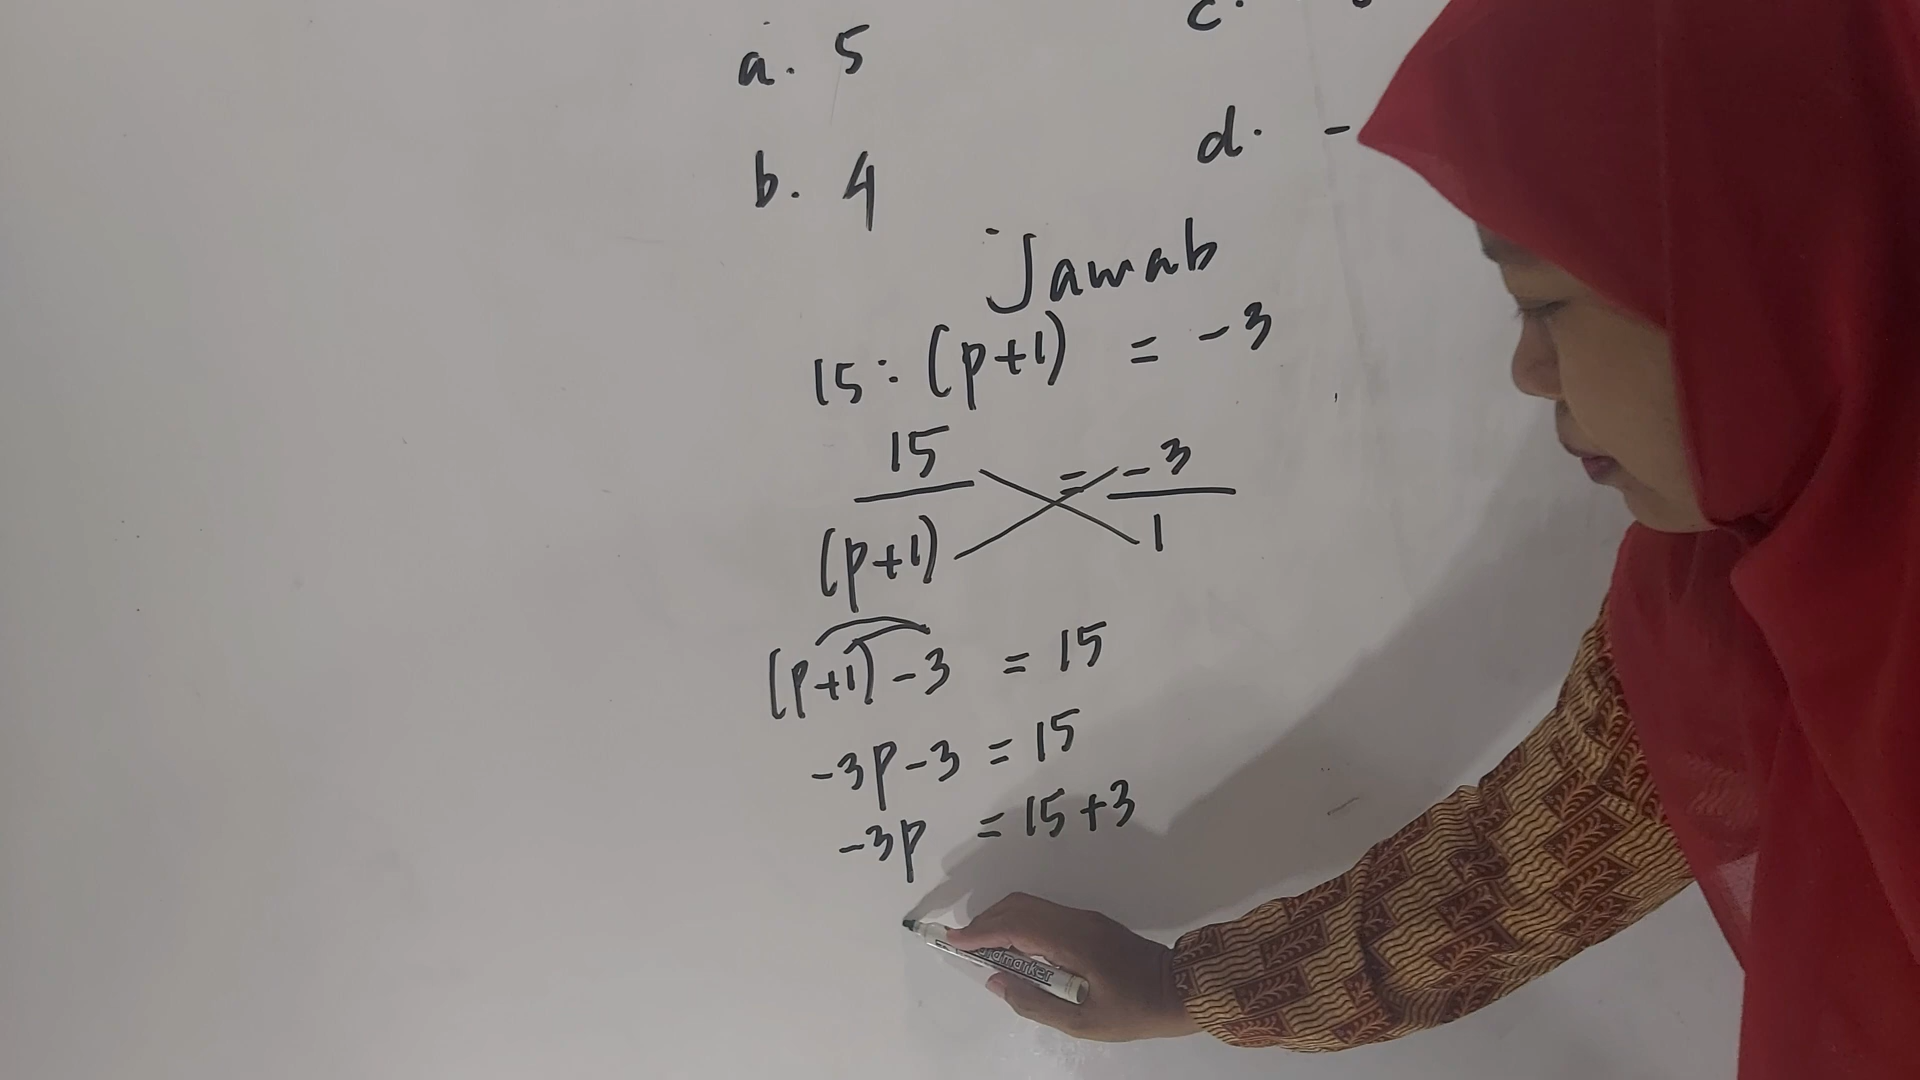 a. 5
c.
b. 4
d. -
Jawab
15 : (p+1) = -3
15 = -3
(p+1) 1
(p+1) -3 = 15
-3p-3 = 15
-3p = 15+3